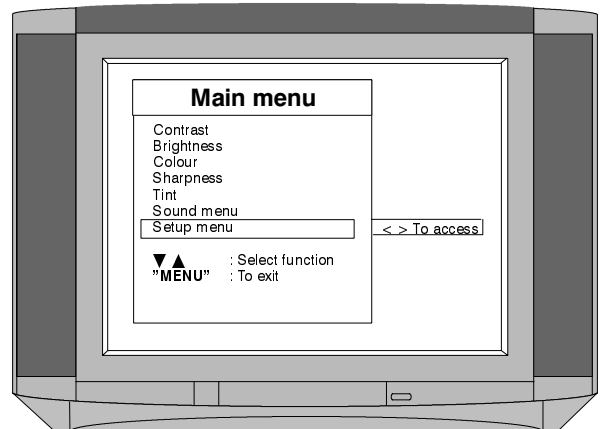 Main menu
Contrast
Brightness
Colour
Sharpness
Tint
Sound menu
Setup menu
< > To access
▼ ▲ : Select function
"MENU" : To exit